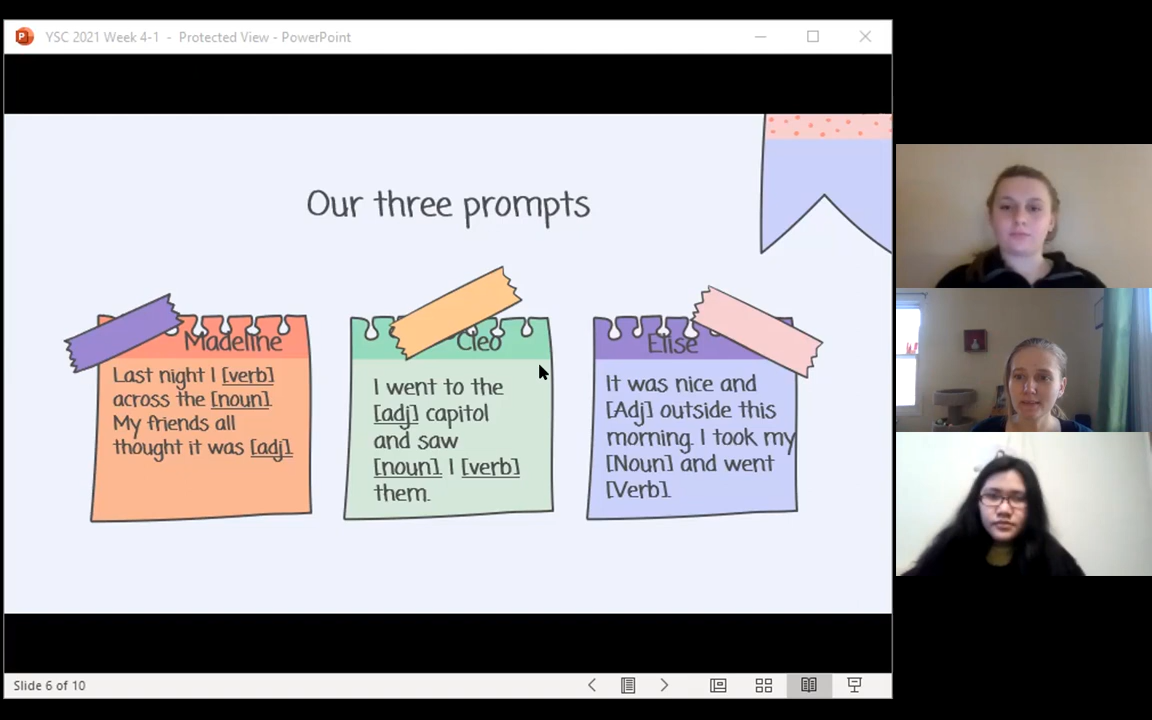 YSC 2021 Week 4-1 - Protected View - PowerPoint
Our three prompts
Madeline
Last night I [verb]
across the [noun].
My friends all
thought it was [adj].
Cleo
I went to the
[adj] capitol
and saw
[noun]. I [verb]
them.
Elise
It was nice and
[Adj] outside this
morning. I took my
[Noun] and went
[Verb].
Slide 6 of 10